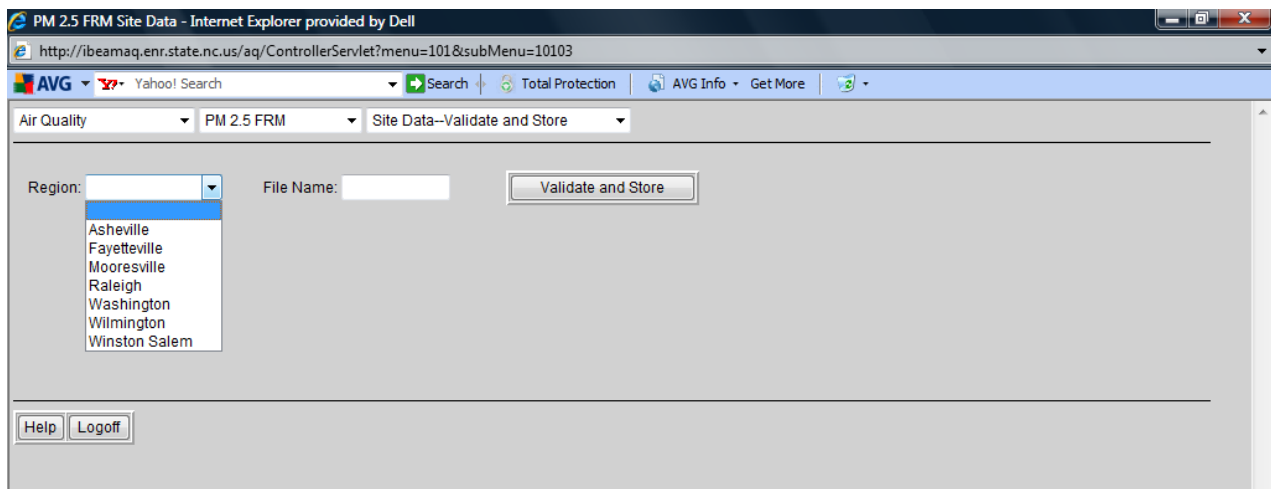 PM 2.5 FRM Site Data - Internet Explorer provided by Dell
http://ibeamaq.enr.state.nc.us/aq/ControllerServlet?menu=101&subMenu=10103
AVG Yahoo! Search Search Total Protection AVG Info Get More
Air Quality PM 2.5 FRM Site Data--Validate and Store
Region: File Name: Validate and Store
Asheville
Fayetteville
Mooresville
Raleigh
Washington
Wilmington
Winston Salem
Help Logoff